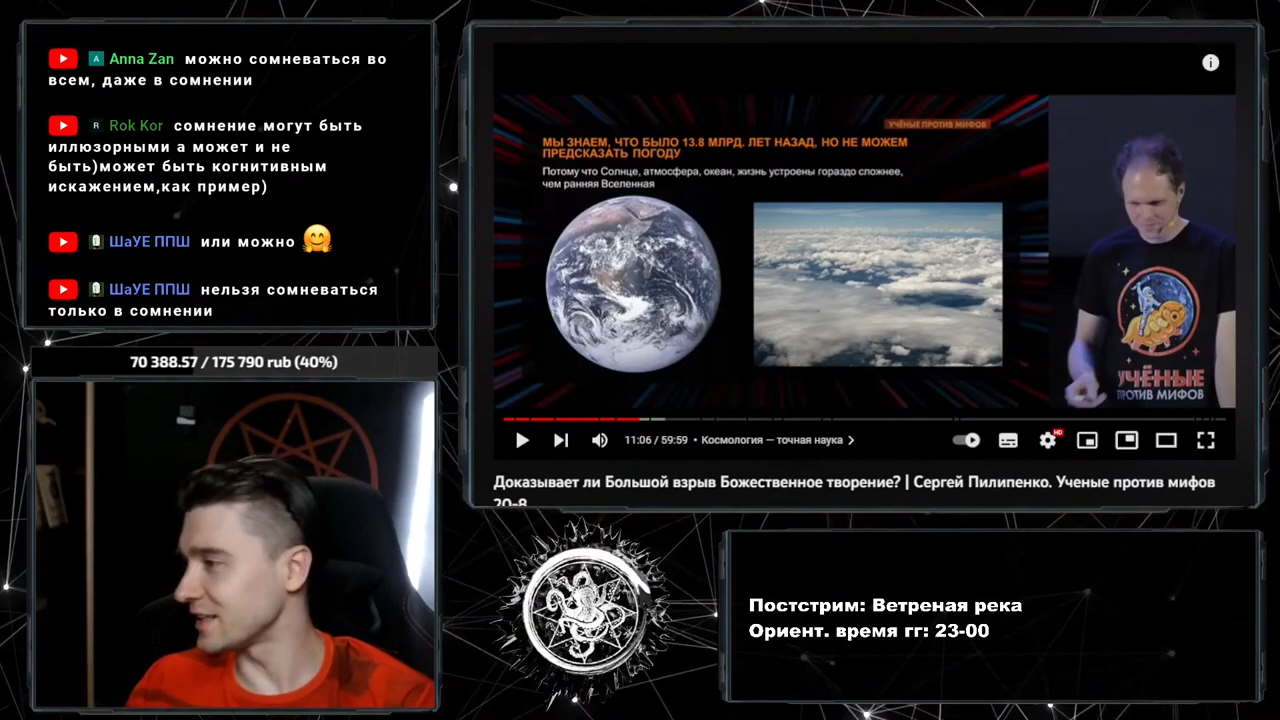 A Anna Zan можно сомневаться во
всем, даже в сомнении
R Rok Kor сомнение могут быть
иллюзорными а может и не
быть)может быть когнитивным
искажением,как пример)
ШаУЕ ППШ или можно 🤗
ШаУЕ ППШ нельзя сомневаться
только в сомнении
70 388.57 / 175 790 rub (40%)
УЧЁНЫЕ ПРОТИВ МИФОВ
МЫ ЗНАЕМ, ЧТО БЫЛО 13.8 МЛРД. ЛЕТ НАЗАД, НО НЕ МОЖЕМ
ПРЕДСКАЗАТЬ ПОГОДУ
Потому что Солнце, атмосфера, океан, жизнь устроены гораздо сложнее,
чем ранняя Вселенная
УЧЁНЫЕ
ПРОТИВ МИФОВ
11:06 / 59:59 • Космология — точная наука
HD
Доказывает ли Большой взрыв Божественное творение? | Сергей Пилипенко. Ученые против мифов
20-8
Постстрим: Ветреная река
Ориент. время гг: 23-00